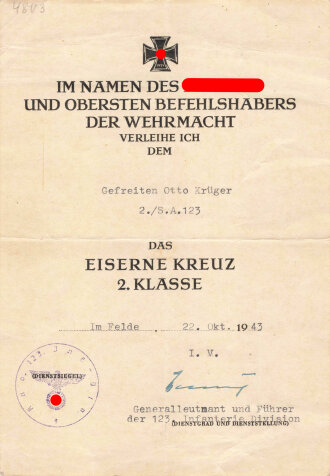 4803
IM NAMEN DES
UND OBERSTEN BEFEHLSHABERS
DER WEHRMACHT
VERLEIHE ICH
DEM
Gefreiten Otto Krüger
2./S.A.123
DAS
EISERNE KREUZ
2. KLASSE
Im Felde 22. Okt. 1943
I. V.
(DIENSTSIEGEL)
Generalleutnant und Führer
der 123. Infanterie Division
(DIENSTGRAD UND DIENSTSTELLUNG)